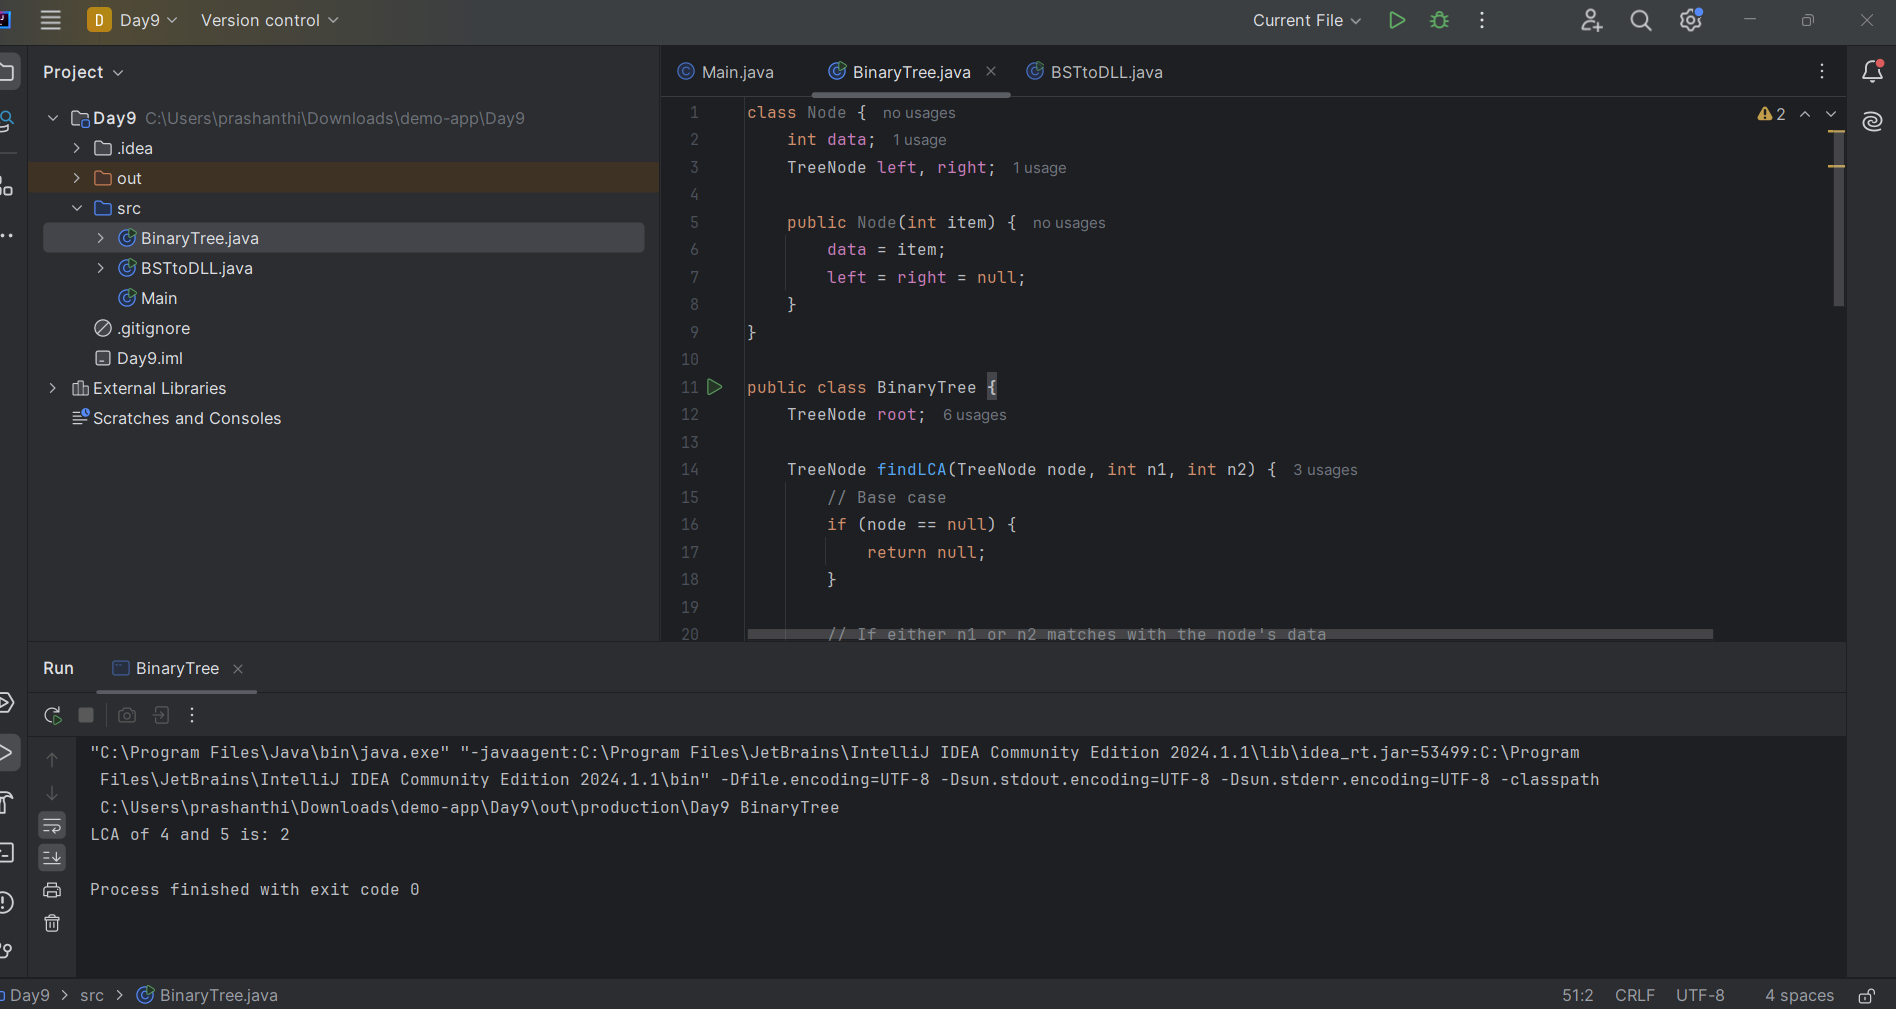 D Day9 Version control Current File
Project
Main.java BinaryTree.java BSTtoDLL.java
Day9 C:\Users\prashanthi\Downloads\demo-app\Day9
.idea
out
src
BinaryTree.java
BSTtoDLL.java
Main
.gitignore
Day9.iml
External Libraries
Scratches and Consoles
2
1 class Node { no usages
2 int data; 1 usage
3 TreeNode left, right; 1 usage
4
5 public Node(int item) { no usages
6 data = item;
7 left = right = null;
8 }
9 }
10
11 public class BinaryTree {
12 TreeNode root; 6 usages
13
14 TreeNode findLCA(TreeNode node, int n1, int n2) { 3 usages
15 // Base case
16 if (node == null) {
17 return null;
18 }
19
20 // If either n1 or n2 matches with the node's data
Run BinaryTree
"C:\Program Files\Java\bin\java.exe" "-javaagent:C:\Program Files\JetBrains\IntelliJ IDEA Community Edition 2024.1.1\lib\idea_rt.jar=53499:C:\Program
Files\JetBrains\IntelliJ IDEA Community Edition 2024.1.1\bin" -Dfile.encoding=UTF-8 -Dsun.stdout.encoding=UTF-8 -Dsun.stderr.encoding=UTF-8 -classpath
C:\Users\prashanthi\Downloads\demo-app\Day9\out\production\Day9 BinaryTree
LCA of 4 and 5 is: 2
Process finished with exit code 0
Day9 > src > BinaryTree.java 51:2 CRLF UTF-8 4 spaces